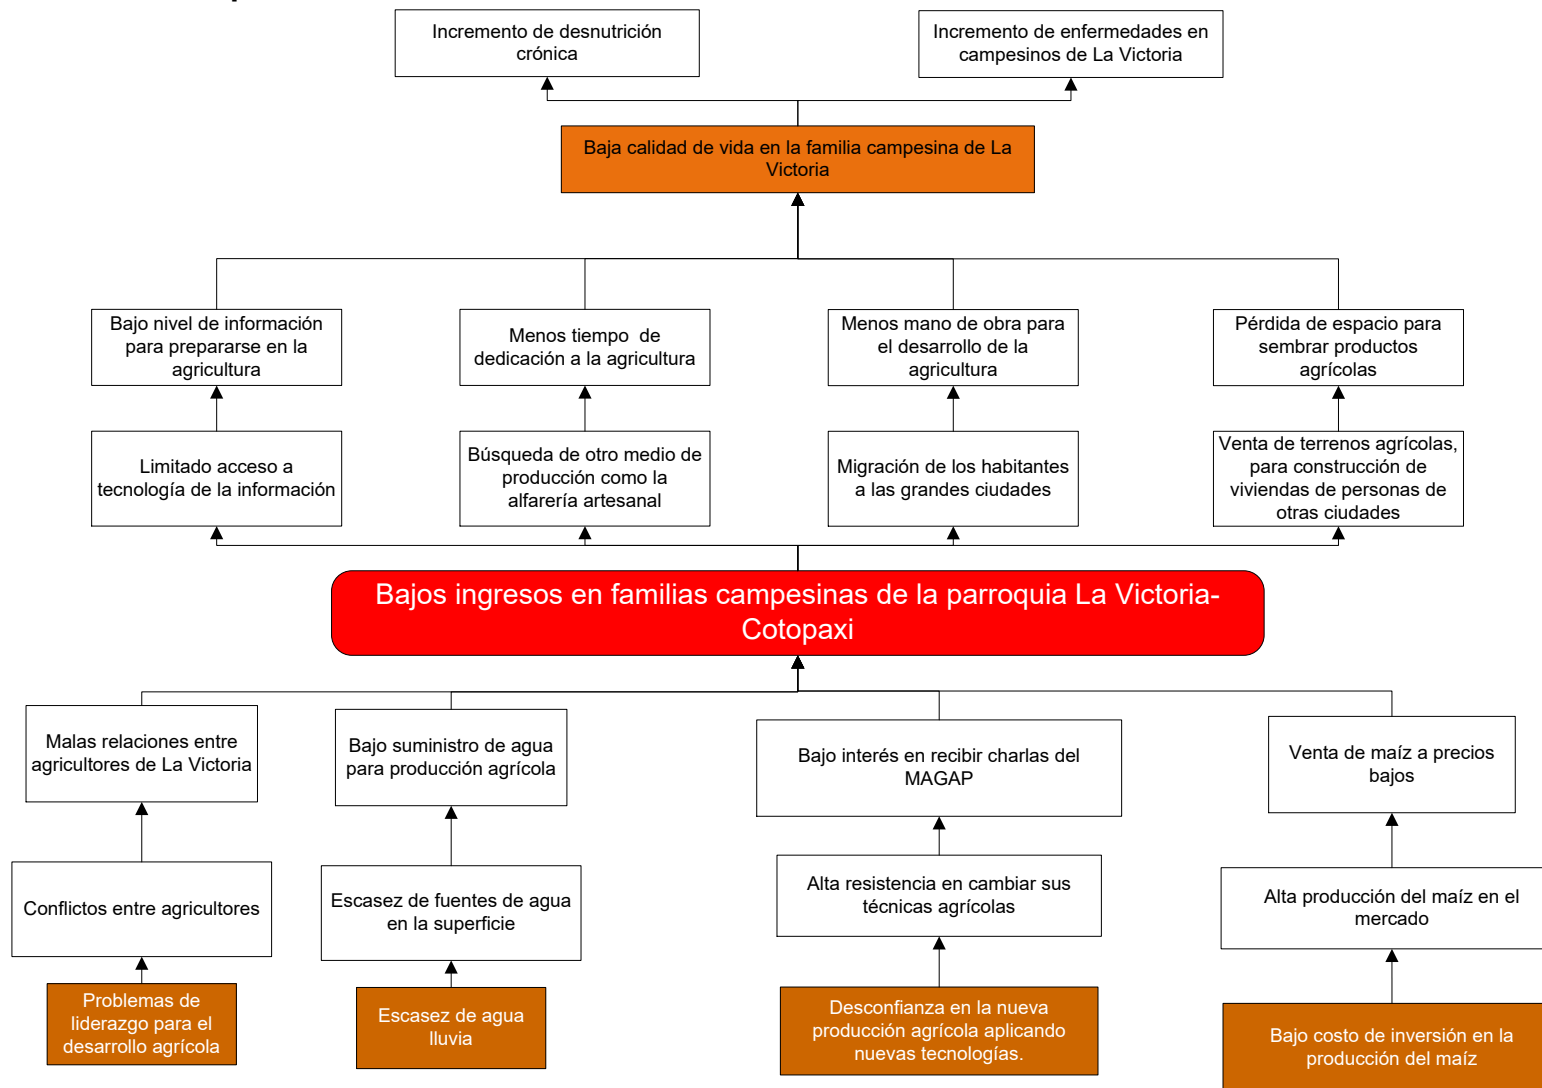 Incremento de desnutrición
crónica
Incremento de enfermedades en
campesinos de La Victoria
Baja calidad de vida en la familia campesina de La
Victoria
Bajo nivel de información
para prepararse en la
agricultura
Menos tiempo  de
dedicación a la agricultura
Menos mano de obra para
el desarrollo de la
agricultura
Pérdida de espacio para
sembrar productos
agrícolas
Limitado acceso a
tecnología de la información
Búsqueda de otro medio de
producción como la
alfarería artesanal
Migración de los habitantes
a las grandes ciudades
Venta de terrenos agrícolas,
para construcción de
viviendas de personas de
otras ciudades
Bajos ingresos en familias campesinas de la parroquia La Victoria-
Cotopaxi
Malas relaciones entre
agricultores de La Victoria
Bajo suministro de agua
para producción agrícola
Bajo interés en recibir charlas del
MAGAP
Venta de maíz a precios
bajos
Conflictos entre agricultores
Escasez de fuentes de agua
en la superficie
Alta resistencia en cambiar sus
técnicas agrícolas
Alta producción del maíz en el
mercado
Problemas de
liderazgo para el
desarrollo agrícola
Escasez de agua
lluvia
Desconfianza en la nueva
producción agrícola aplicando
nuevas tecnologías.
Bajo costo de inversión en la
producción del maíz